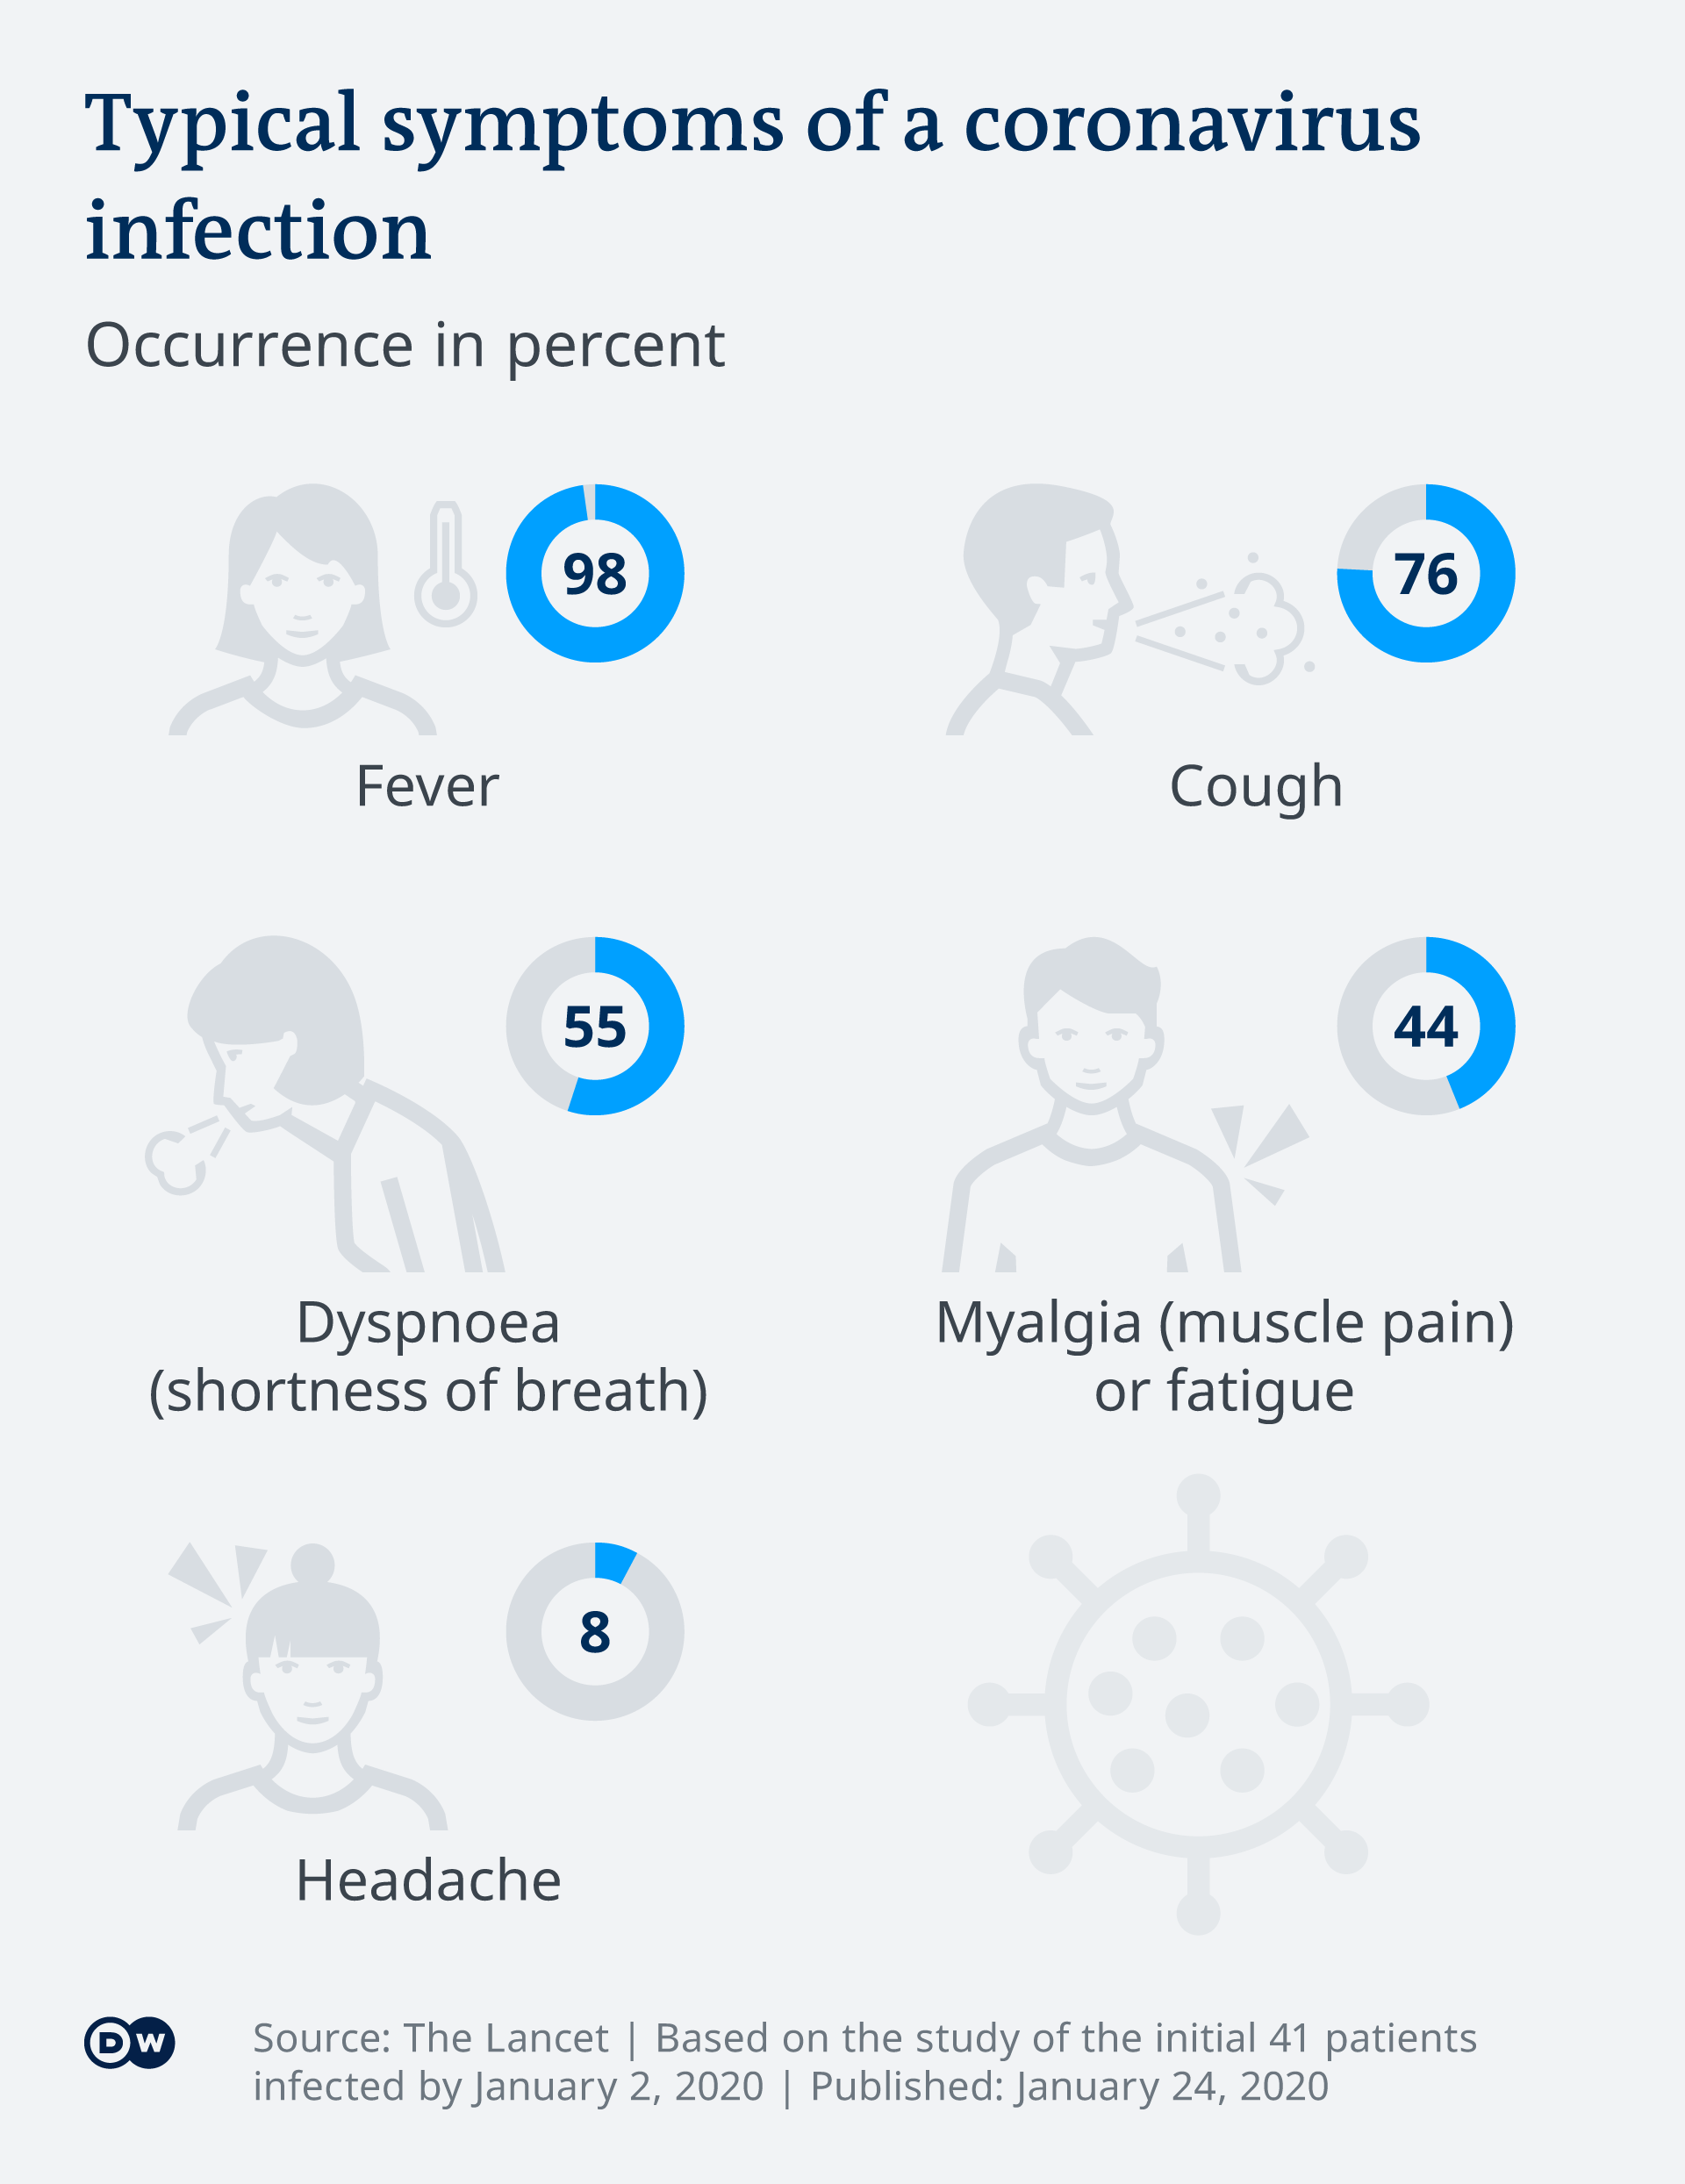 Typical symptoms of a coronavirus
infection
Occurrence in percent
98
76
Fever
Cough
55
44
Dyspnoea
(shortness of breath)
Myalgia (muscle pain)
or fatigue
8
Headache
DW
Source: The Lancet | Based on the study of the initial 41 patients
infected by January 2, 2020 | Published: January 24, 2020